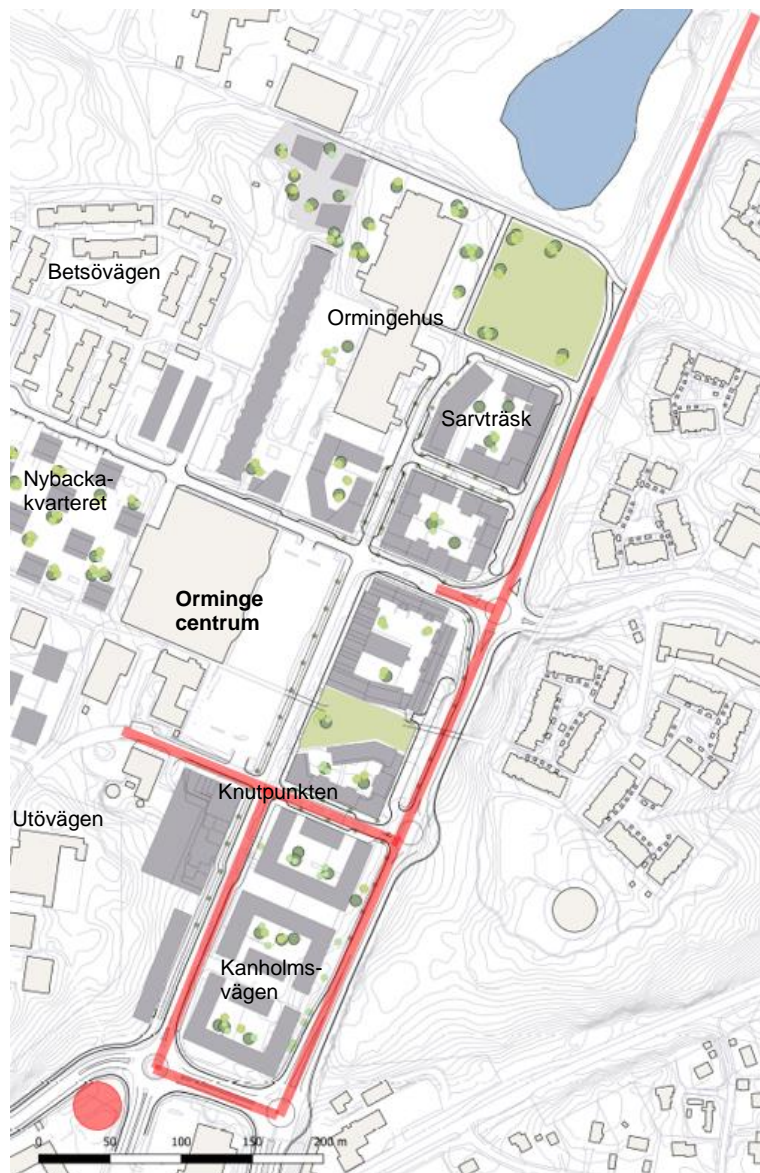 Betsövägen
Ormingehus
Sarvträsk
Nybacka-
kvarteret
Orminge
centrum
Knutpunkten
Utövägen
Kanholms-
vägen
0 50 100 150 200 m